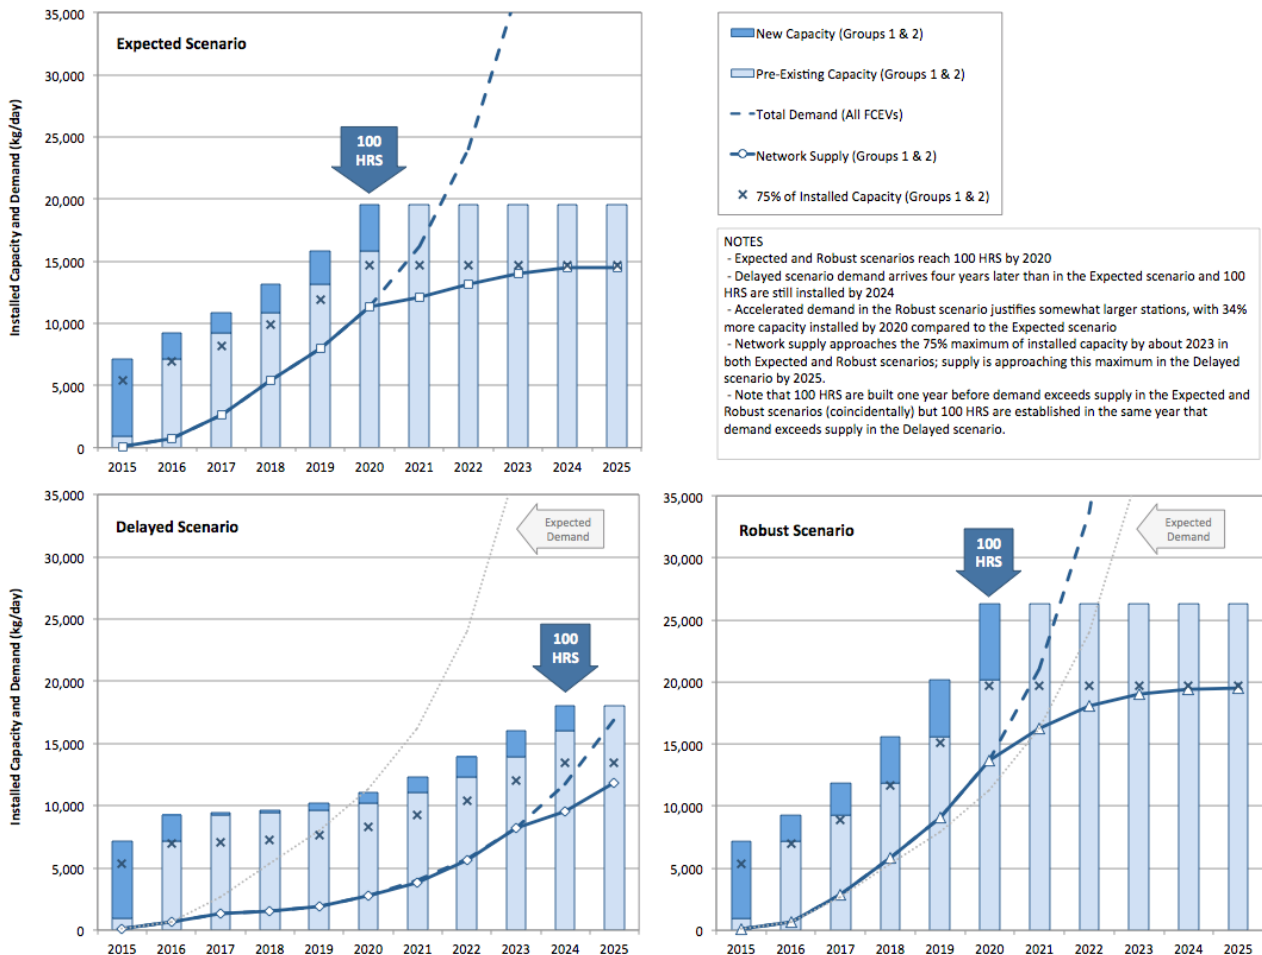 Expected Scenario
Installed Capacity and Demand (kg/day)
35,000
30,000
25,000
20,000
15,000
10,000
5,000
0
100
HRS
2015 2016 2017 2018 2019 2020 2021 2022 2023 2024 2025
New Capacity (Groups 1 & 2)
Pre-Existing Capacity (Groups 1 & 2)
Total Demand (All FCEVs)
Network Supply (Groups 1 & 2)
75% of Installed Capacity (Groups 1 & 2)
NOTES
- Expected and Robust scenarios reach 100 HRS by 2020
- Delayed scenario demand arrives four years later than in the Expected scenario and 100
HRS are still installed by 2024
- Accelerated demand in the Robust scenario justifies somewhat larger stations, with 34%
more capacity installed by 2020 compared to the Expected scenario
- Network supply approaches the 75% maximum of installed capacity by about 2023 in
both Expected and Robust scenarios; supply is approaching this maximum in the Delayed
scenario by 2025.
- Note that 100 HRS are built one year before demand exceeds supply in the Expected and
Robust scenarios (coincidentally) but 100 HRS are established in the same year that
demand exceeds supply in the Delayed scenario.
Delayed Scenario
Installed Capacity and Demand (kg/day)
35,000
30,000
25,000
20,000
15,000
10,000
5,000
0
Expected
Demand
100
HRS
2015 2016 2017 2018 2019 2020 2021 2022 2023 2024 2025
Robust Scenario
35,000
30,000
25,000
20,000
15,000
10,000
5,000
0
100
HRS
Expected
Demand
2015 2016 2017 2018 2019 2020 2021 2022 2023 2024 2025